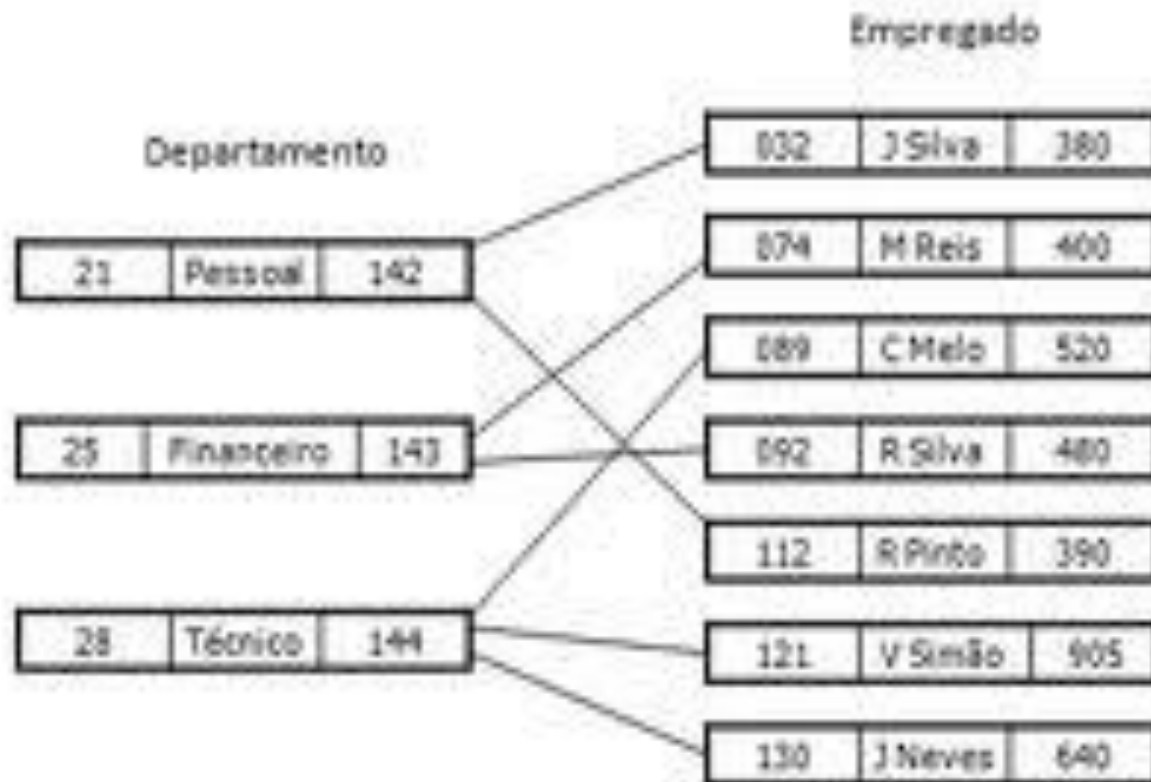 Empregado
Departamento
032 J Silva 380
074 M Reis 400
21 Pessoal 142
089 C Melo 520
25 Financeiro 143
092 R Silva 480
112 R Pinto 390
28 Técnico 144
121 V Simão 905
130 J Neves 640